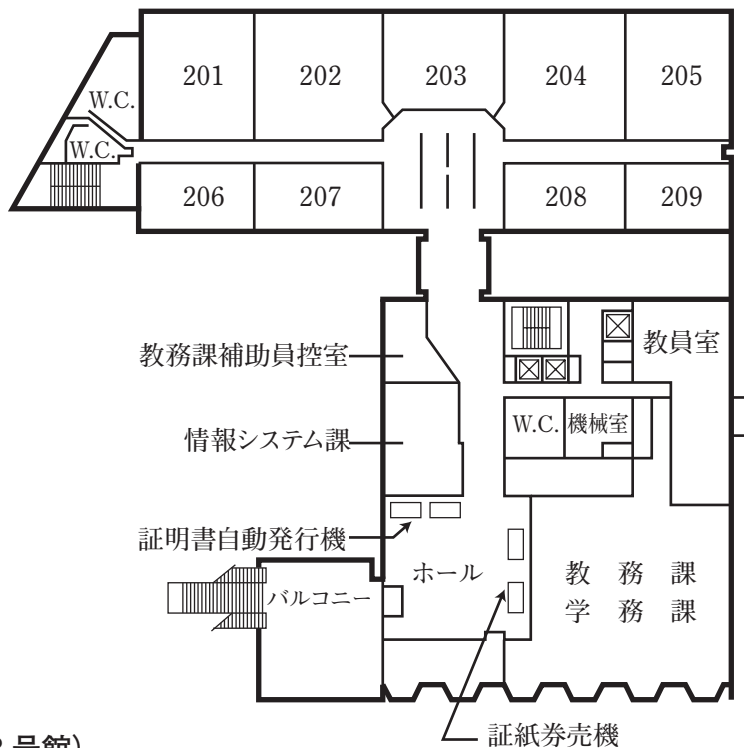 201
202
203
204
205
W.C.
W.C.
206
207
208
209
教務課補助員控室
教員室
情報システム課
W.C.
機械室
証明書自動発行機
ホール
教務課
学務課
バルコニー
証紙券売機
号館)